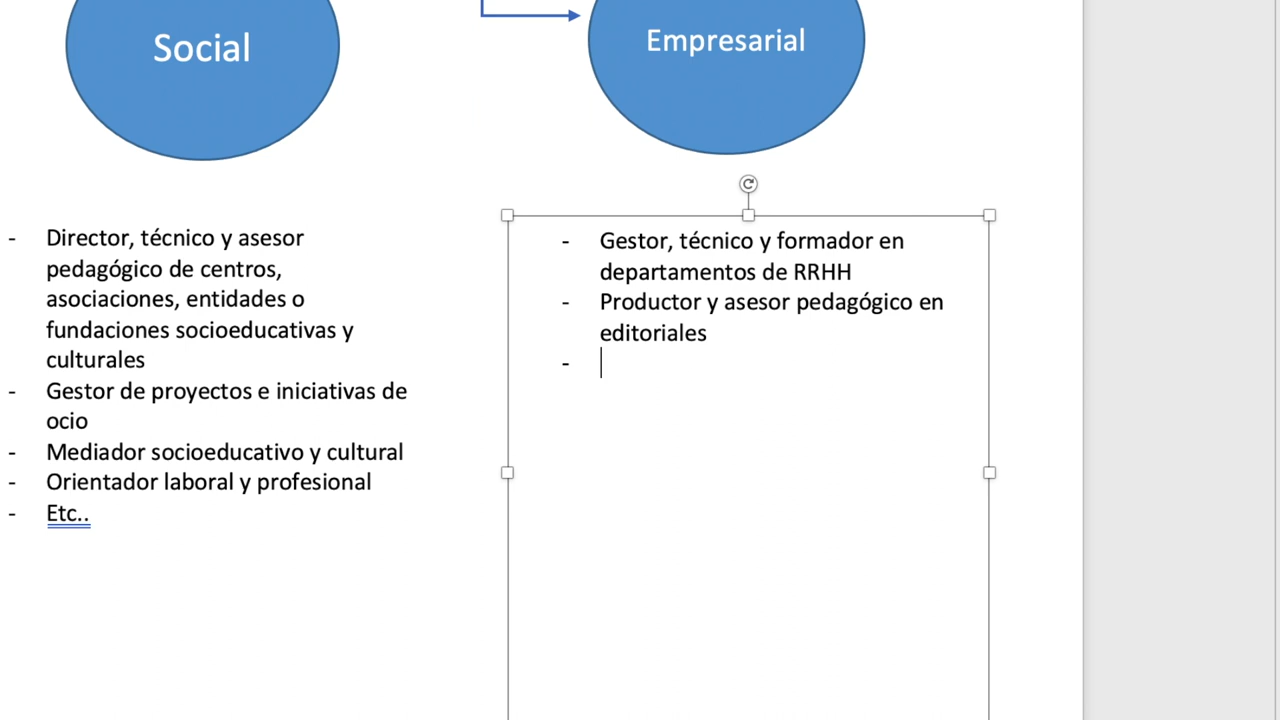 Social
Empresarial
- Director, técnico y asesor
pedagógico de centros,
asociaciones, entidades o
fundaciones socioeducativas y
culturales
- Gestor de proyectos e iniciativas de
ocio
- Mediador socioeducativo y cultural
- Orientador laboral y profesional
- Etc..
- Gestor, técnico y formador en
departamentos de RRHH
- Productor y asesor pedagógico en
editoriales
-